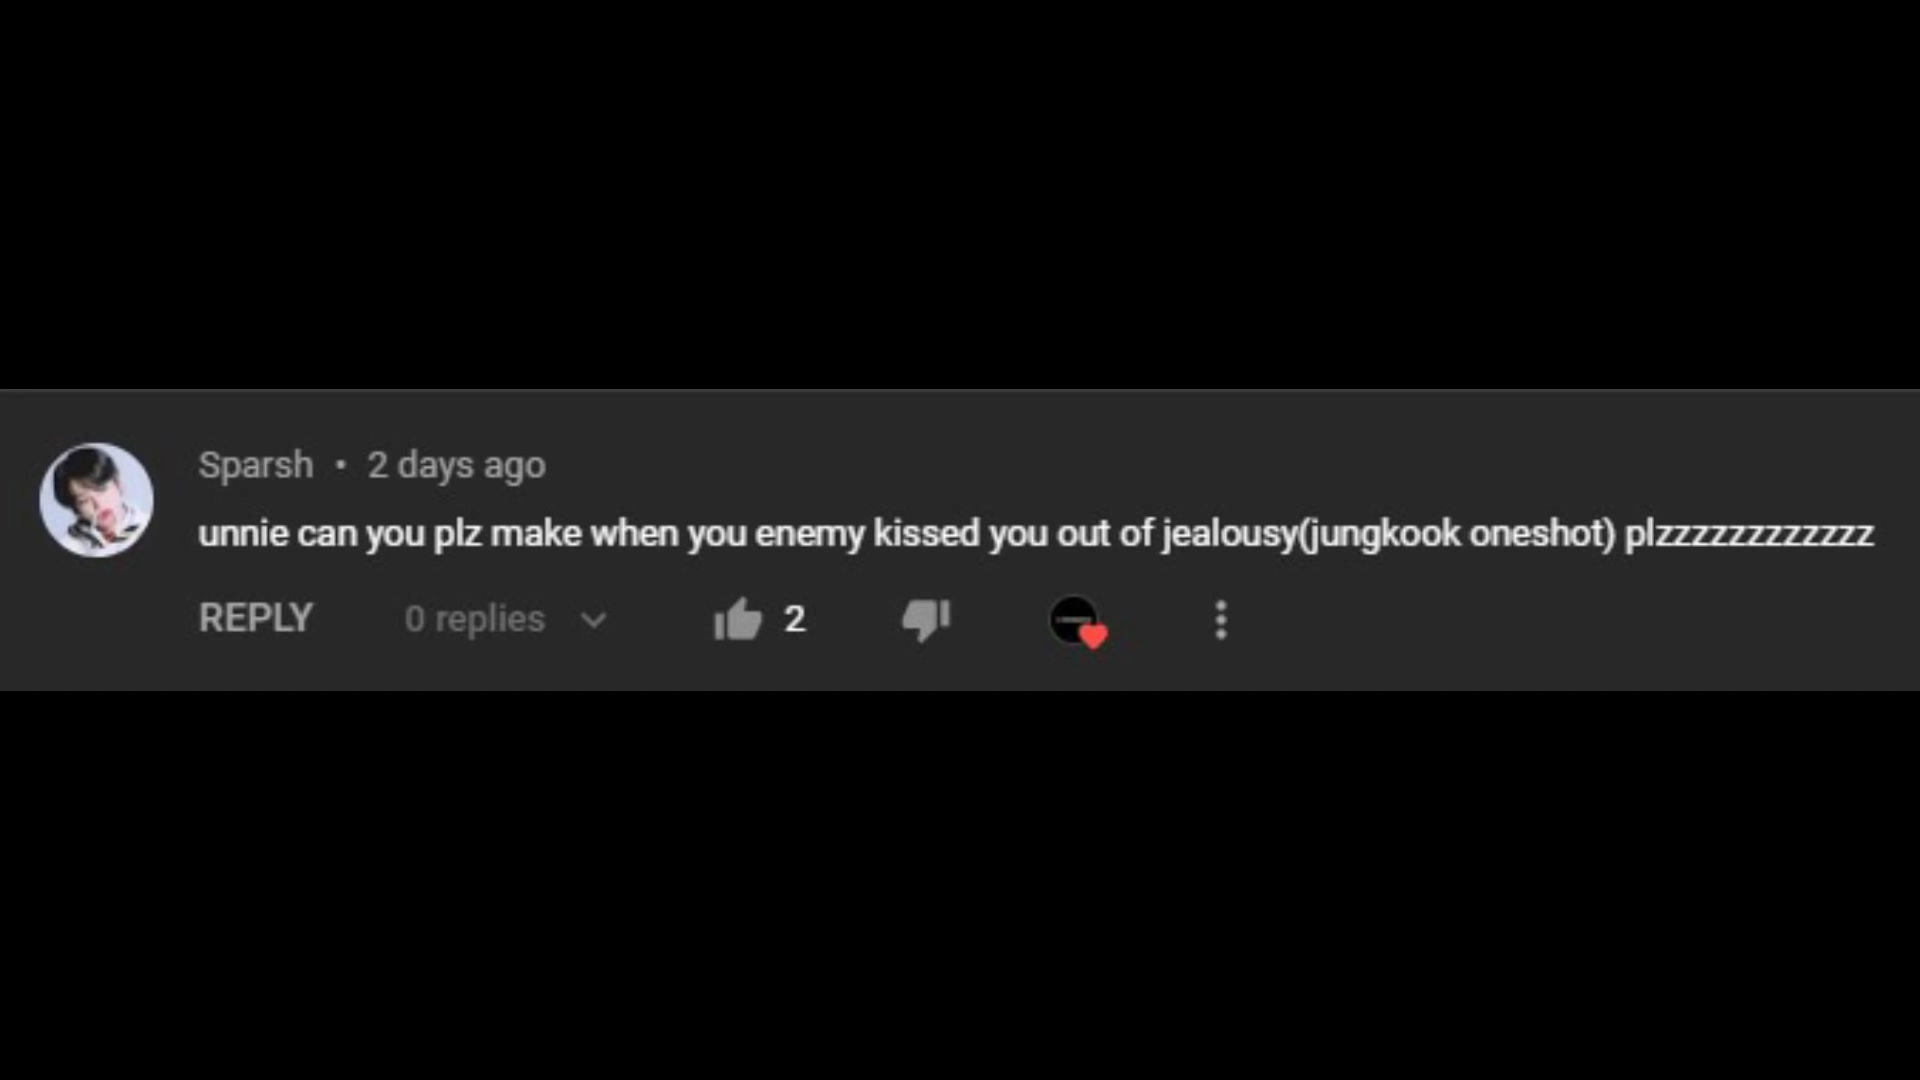 Sparsh • 2 days ago
unnie can you plz make when you enemy kissed you out of jealousy(jungkook oneshot) plzzzzzzzzzzzz
REPLY 0 replies 2